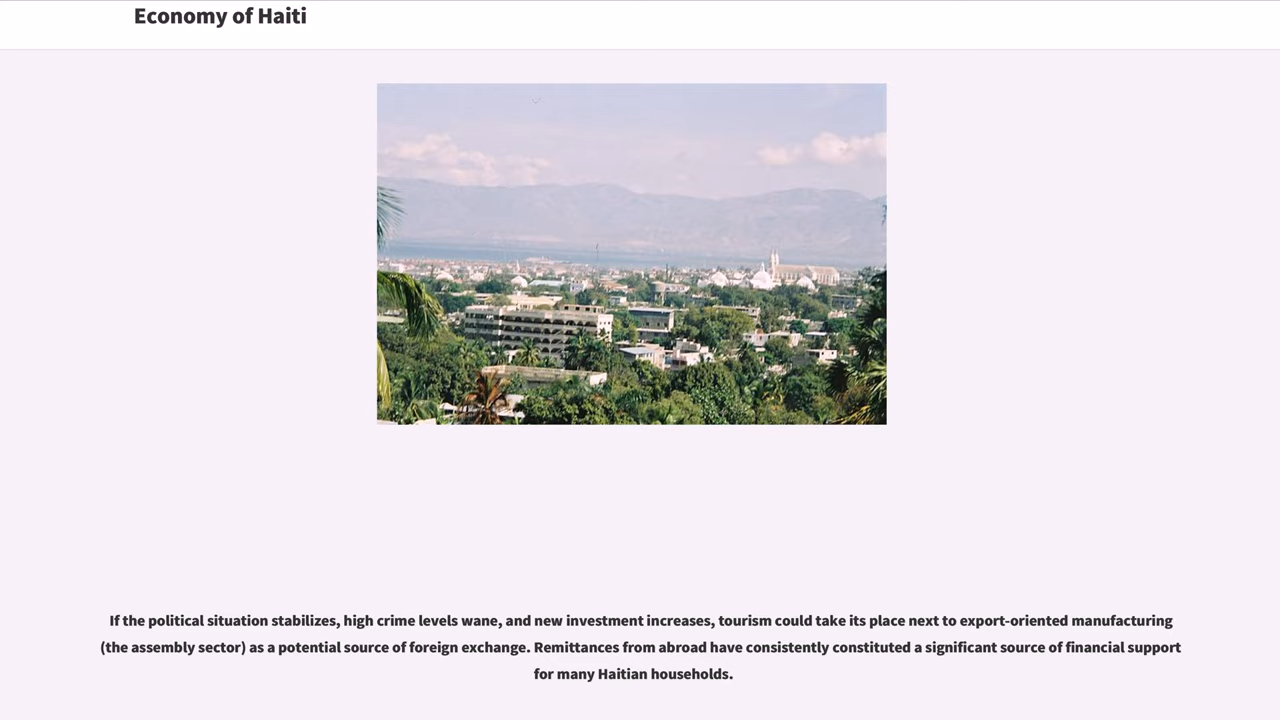 Economy of Haiti
If the political situation stabilizes, high crime levels wane, and new investment increases, tourism could take its place next to export-oriented manufacturing
(the assembly sector) as a potential source of foreign exchange. Remittances from abroad have consistently constituted a significant source of financial support
for many Haitian households.